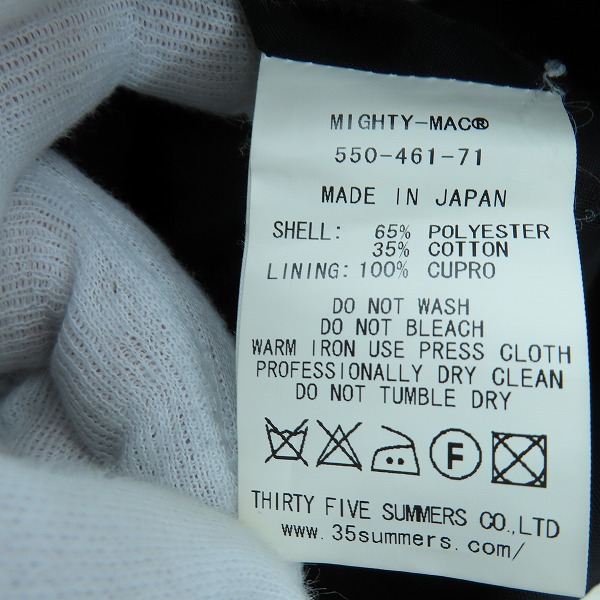 MIGHTY-MAC®
550-461-71
MADE IN JAPAN
SHELL: 65% POLYESTER
35% COTTON
LINING: 100% CUPRO
DO NOT WASH
DO NOT BLEACH
WARM IRON USE PRESS CLOTH
PROFESSIONALLY DRY CLEAN
DO NOT TUMBLE DRY
F
THIRTY FIVE SUMMERS CO.,LTD
www.35summers.com/